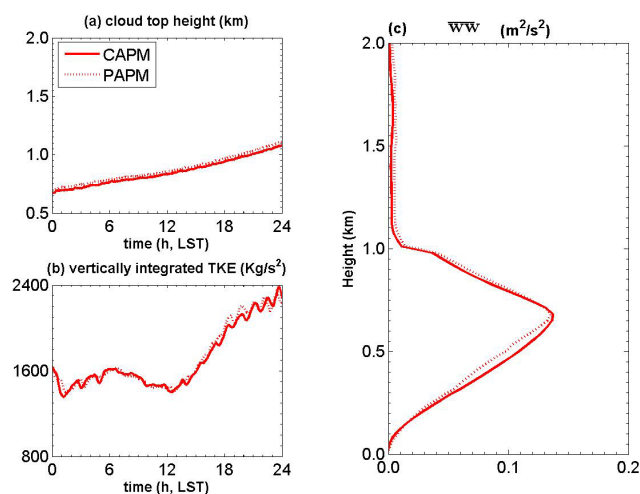 (a) cloud top height (km)
2.0
1.5
1.0
0.5
CAPM
PAPM
0 6 12 18 24
time (h, LST)
(b) vertically integrated TKE (Kg/s²)
2400
1600
800
0 6 12 18 24
time (h, LST)
(c) ww (m²/s²)
2.0
1.5
1.0
0.5
0.0
Height (km)
0.0 0.1 0.2